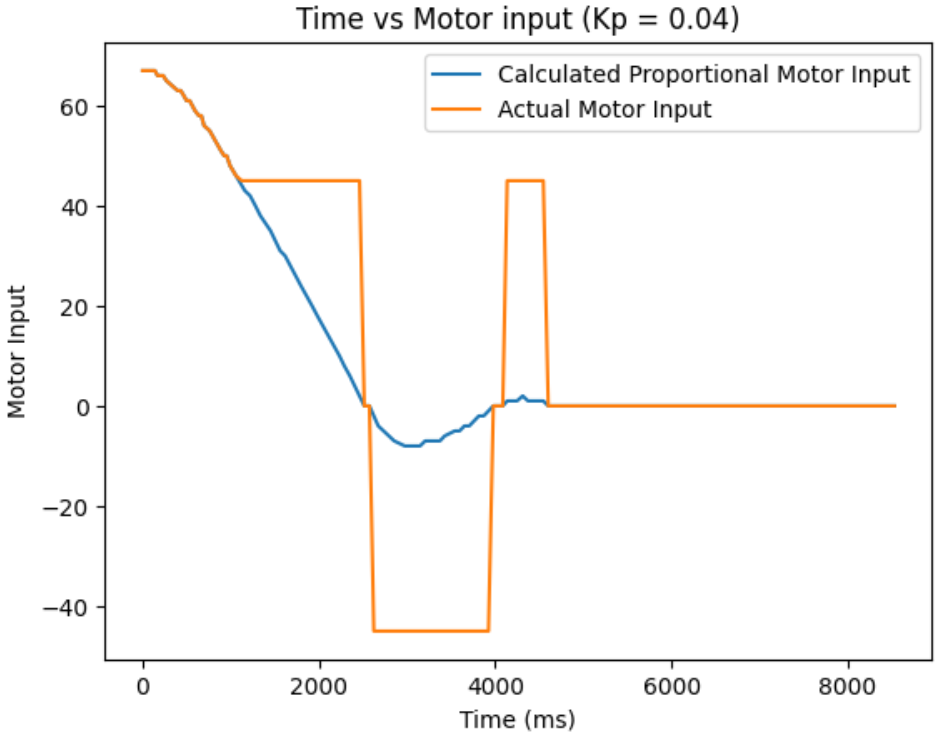 Time vs Motor input (Kp = 0.04)
Calculated Proportional Motor Input
Actual Motor Input
60
40
20
0
−20
−40
Motor Input
0 2000 4000 6000 8000
Time (ms)